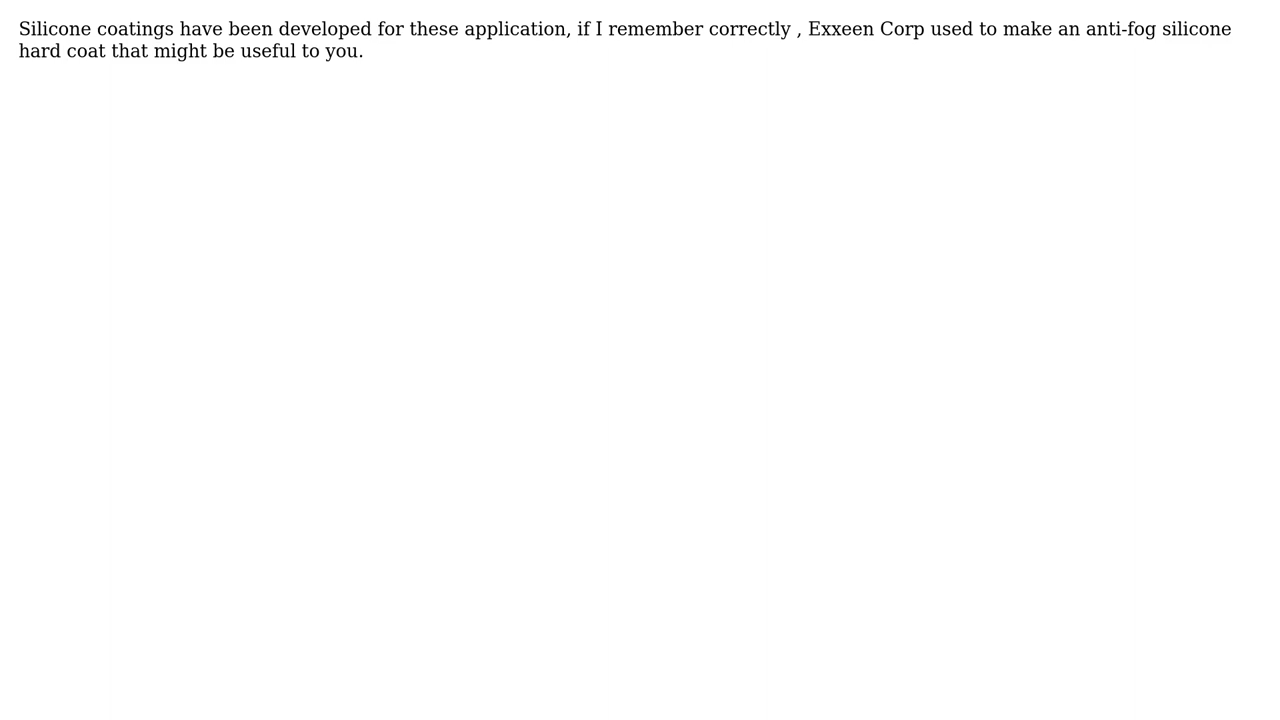 Silicone coatings have been developed for these application, if I remember correctly , Exxeen Corp used to make an anti-fog silicone
hard coat that might be useful to you.